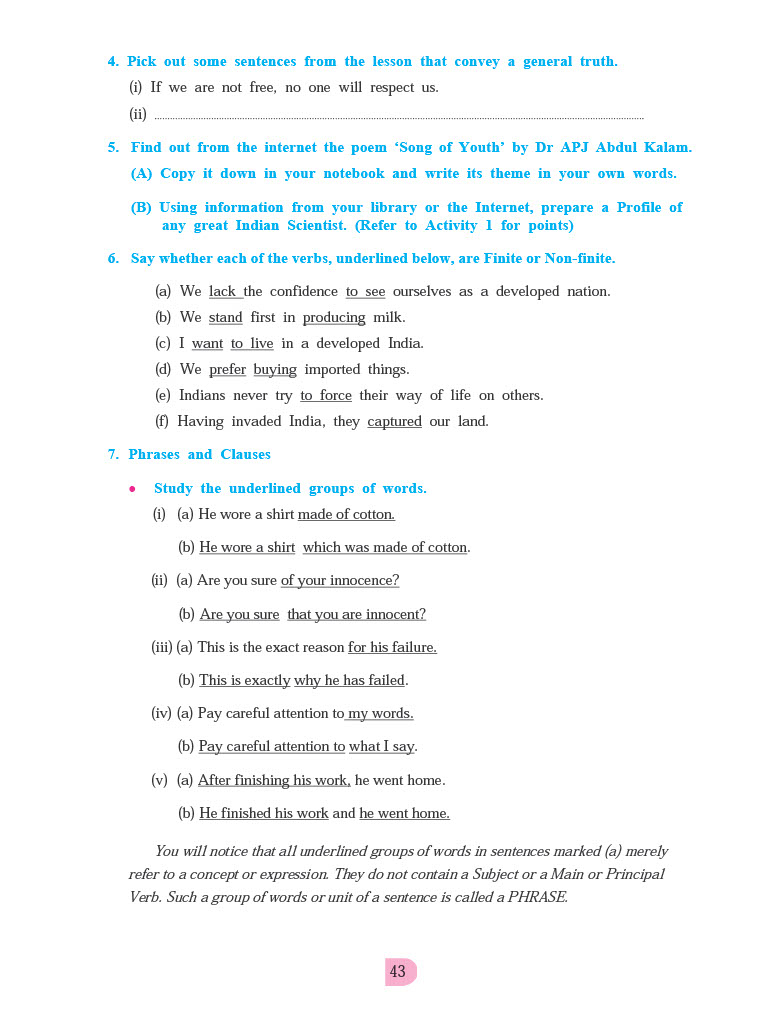 4. Pick out some sentences from the lesson that convey a general truth.
(i) If we are not free, no one will respect us.
(ii) ....................................................................................................
5. Find out from the internet the poem ‘Song of Youth’ by Dr APJ Abdul Kalam.
(A) Copy it down in your notebook and write its theme in your own words.
(B) Using information from your library or the Internet, prepare a Profile of
any great Indian Scientist. (Refer to Activity 1 for points)
6. Say whether each of the verbs, underlined below, are Finite or Non-finite.
(a) We lack the confidence to see ourselves as a developed nation.
(b) We stand first in producing milk.
(c) I want to live in a developed India.
(d) We prefer buying imported things.
(e) Indians never try to force their way of life on others.
(f) Having invaded India, they captured our land.
7. Phrases and Clauses
• Study the underlined groups of words.
(i) (a) He wore a shirt made of cotton.
(b) He wore a shirt which was made of cotton.
(ii) (a) Are you sure of your innocence?
(b) Are you sure that you are innocent?
(iii) (a) This is the exact reason for his failure.
(b) This is exactly why he has failed.
(iv) (a) Pay careful attention to my words.
(b) Pay careful attention to what I say.
(v) (a) After finishing his work, he went home.
(b) He finished his work and he went home.
You will notice that all underlined groups of words in sentences marked (a) merely
refer to a concept or expression. They do not contain a Subject or a Main or Principal
Verb. Such a group of words or unit of a sentence is called a PHRASE.
43